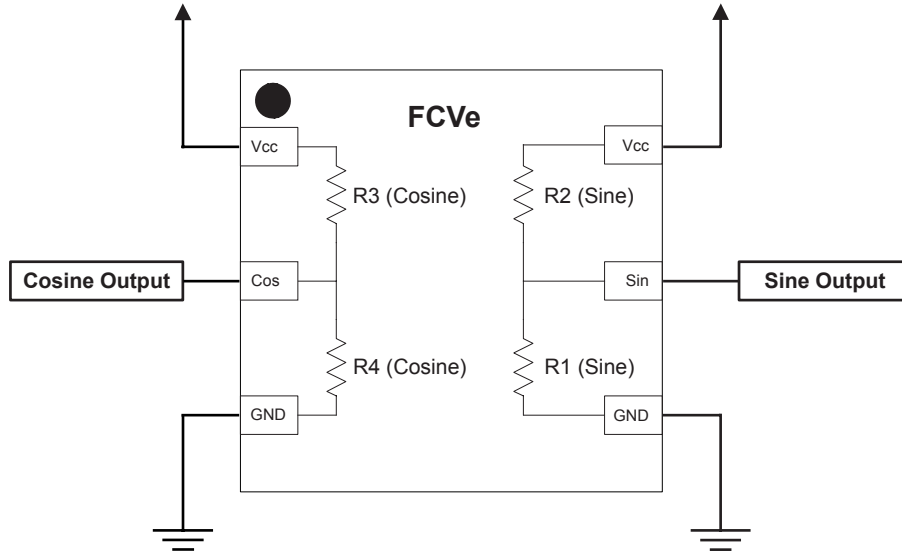 FCVe
Vcc
Vcc
R3 (Cosine)
R2 (Sine)
Cosine Output
Cos
Sin
Sine Output
R4 (Cosine)
R1 (Sine)
GND
GND